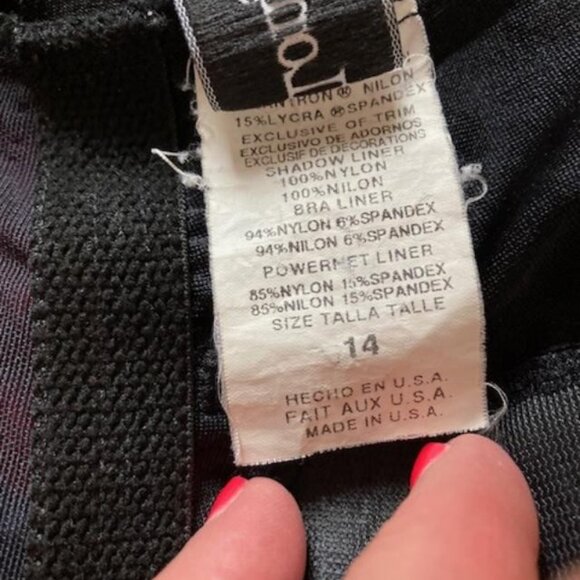 NTRON® NILON
15%LYCRA ®SPANDEX
EXCLUSIVE OF TRIM
EXCLUSIVO DE ADORNOS
EXCLUSIF DE DECORATIONS
SHADOW LINER
100%NYLON
100%NILON
BRA LINER
94%NYLON 6%SPANDEX
94%NILON 6%SPANDEX
POWERNET LINER
85%NYLON 15%SPANDEX
85%NILON 15%SPANDEX
SIZE TALLA TALLE
14
HECHO EN U.S.A.
FAIT AUX U.S.A.
MADE IN U.S.A.